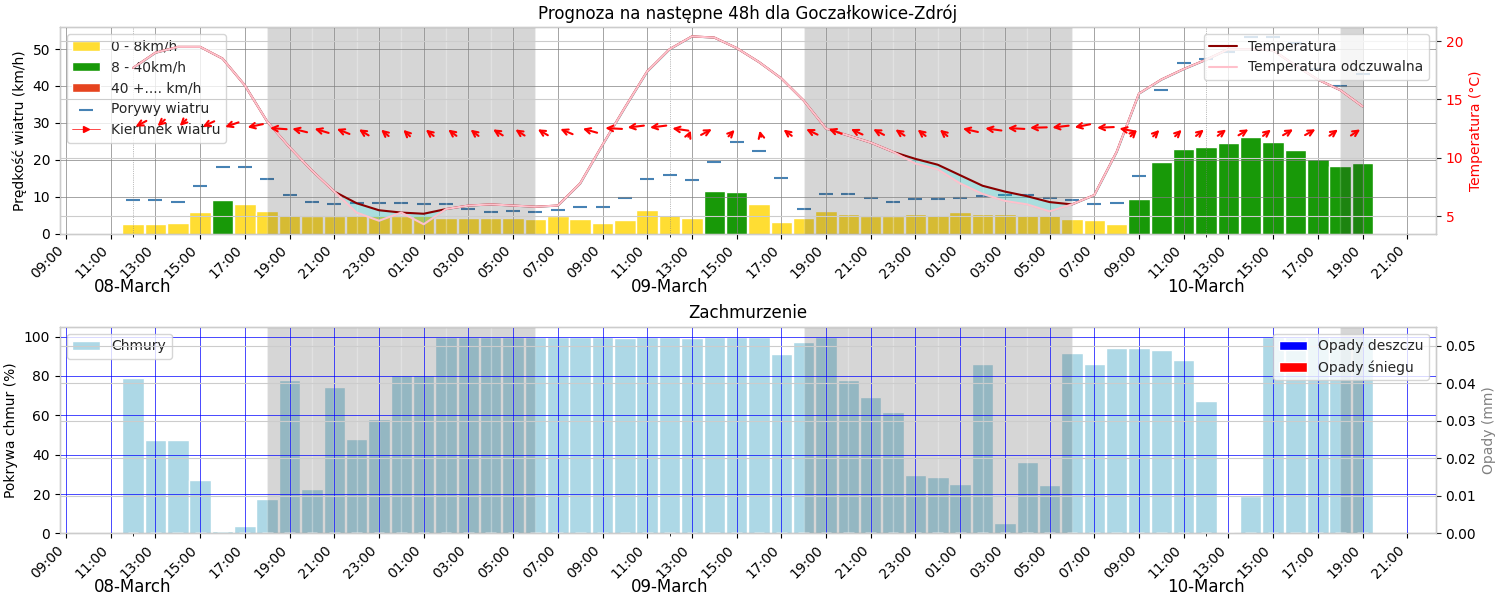 Prognoza na następne 48h dla Goczałkowice-Zdrój
Prędkość wiatru (km/h)
50
40
30
20
10
0
0 - 8km/h
8 - 40km/h
40 +.... km/h
Porywy wiatru
Kierunek wiatru
Temperatura
Temperatura odczuwalna
20
15
10
5
Temperatura (°C)
09:00 11:00 13:00 15:00 17:00 19:00 21:00 23:00 01:00 03:00 05:00 07:00 09:00 11:00 13:00 15:00 17:00 19:00 21:00 23:00 01:00 03:00 05:00 07:00 09:00 11:00 13:00 15:00 17:00 19:00 21:00
08-March 09-March 10-March
Zachmurzenie
Pokrywa chmur (%)
100
80
60
40
20
0
Chmury
Opady deszczu
Opady śniegu
0.05
0.04
0.03
0.02
0.01
0.00
Opady (mm)
09:00 11:00 13:00 15:00 17:00 19:00 21:00 23:00 01:00 03:00 05:00 07:00 09:00 11:00 13:00 15:00 17:00 19:00 21:00 23:00 01:00 03:00 05:00 07:00 09:00 11:00 13:00 15:00 17:00 19:00 21:00
08-March 09-March 10-March